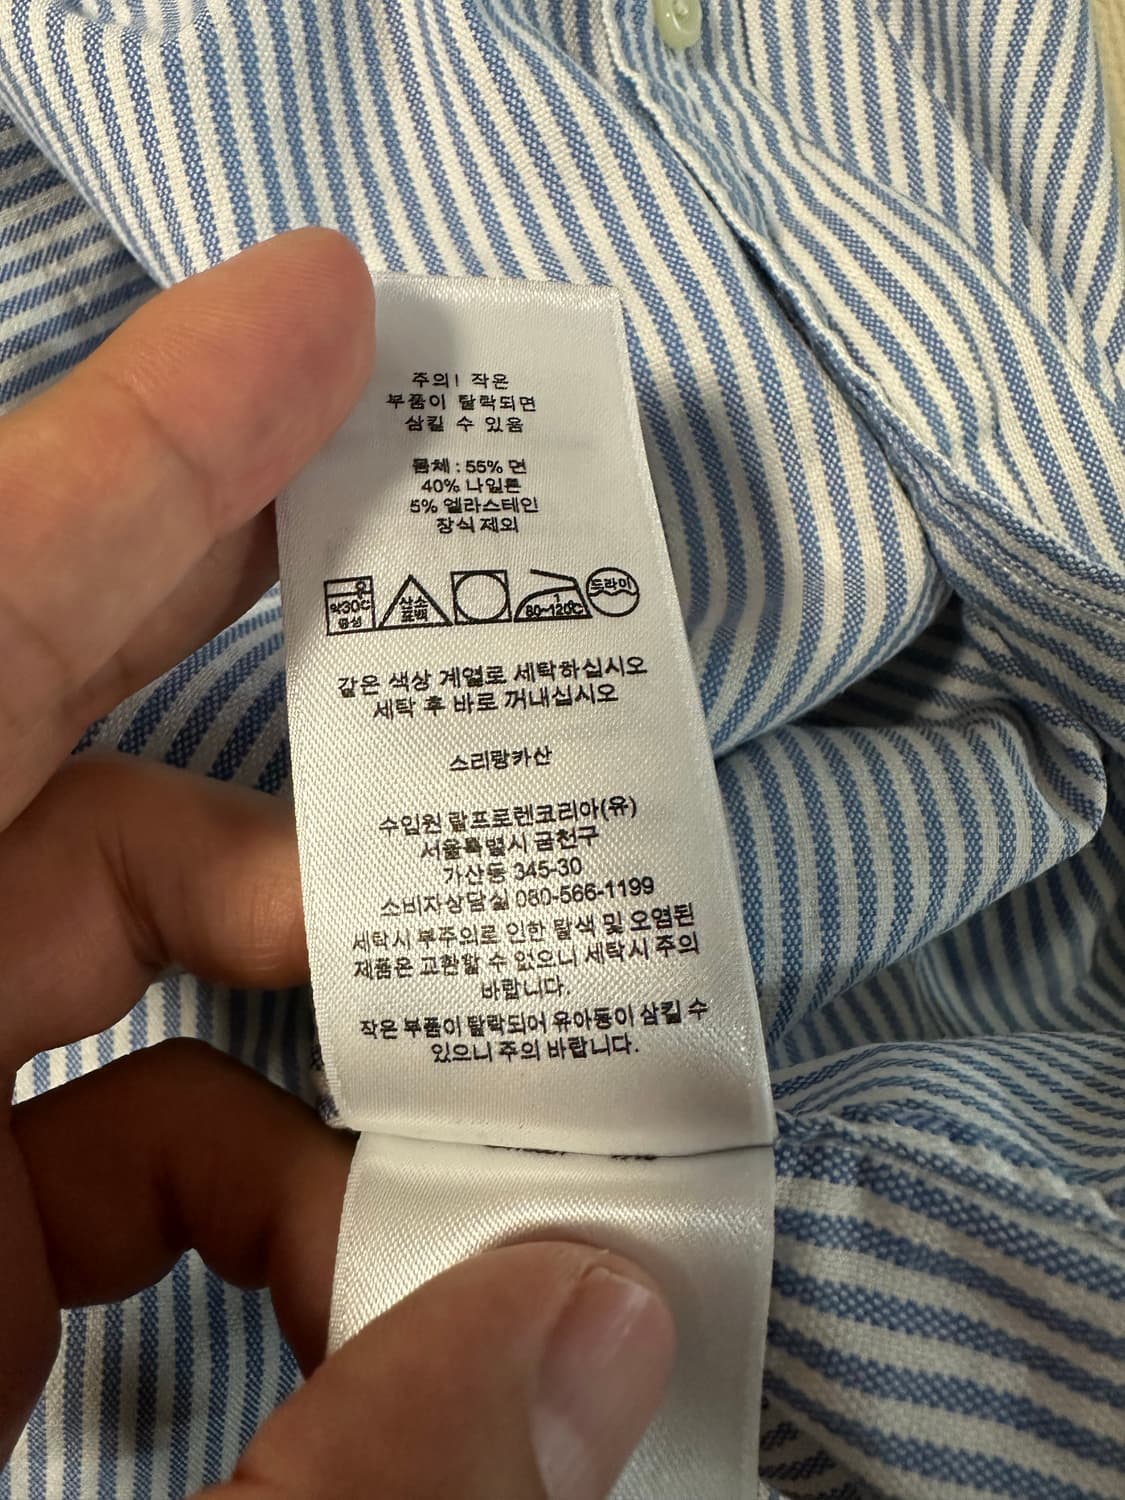 주의! 작은
부품이 탈락되면
삼킬 수 있음
몸체 : 55% 면
40% 나일론
5% 엘라스테인
장식 제외
약30℃
중성
산소
표백
1
80~120℃
드라이
같은 색상 계열로 세탁하십시오
세탁 후 바로 꺼내십시오
스리랑카산
수입원 랄프로렌코리아(유)
서울특별시 금천구
가산동 345-30
소비자상담실 080-566-1199
세탁시 부주의로 인한 탈색 및 오염된
제품은 교환할 수 없으니 세탁시 주의
바랍니다.
작은 부품이 탈락되어 유아동이 삼킬 수
있으니 주의 바랍니다.